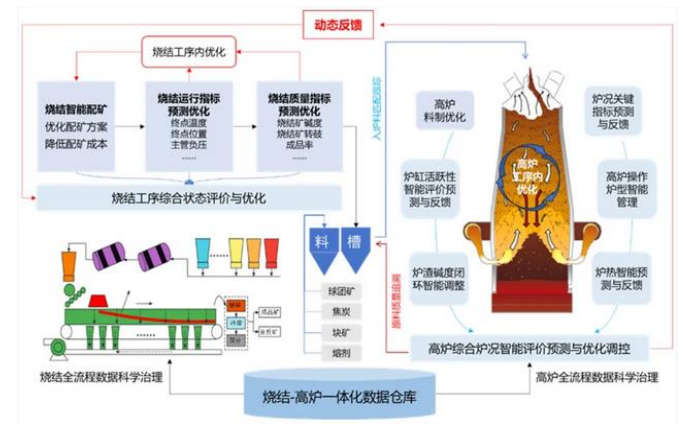 动态反馈
烧结工序内优化
烧结智能配矿
优化配矿方案
降低配矿成本
烧结运行指标
预测优化
终点温度
终点位置
主管负压
......
烧结质量指标
预测优化
烧结矿碱度
烧结矿转鼓
成品率
......
烧结工序综合状态评价与优化
入炉料匹配跟踪
原料质量追溯
料 槽
球团矿
焦炭
块矿
熔剂
高炉
料制优化
炉缸活跃性
智能评价预
测与反馈
炉渣碱度闭
环智能调整
高炉
工序内
优化
炉况关键
指标预测
与反馈
高炉操作
炉型智能
管理
炉热智能预
测与反馈
高炉综合炉况智能评价预测与优化调控
成品矿
烧结全流程数据科学治理
烧结-高炉一体化数据仓库
高炉全流程数据科学治理